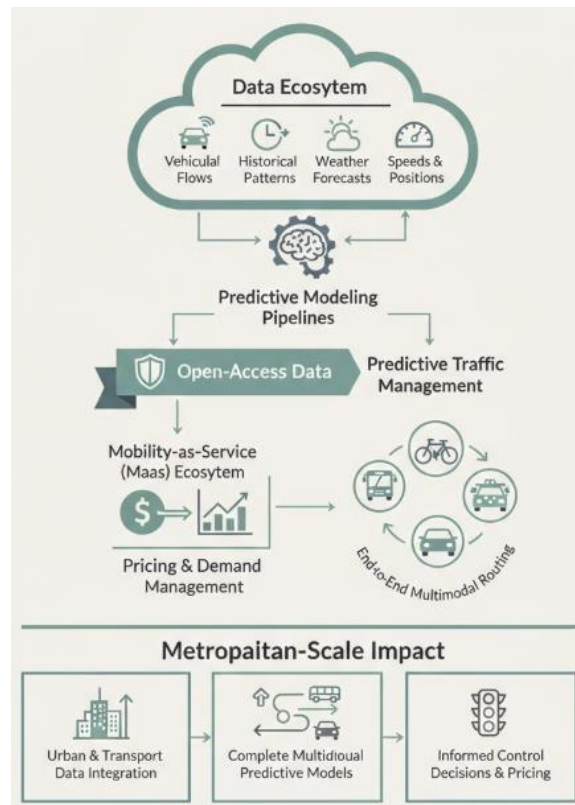 Data Ecosytem
Vehiculal
Flows
Historical
Patterns
Weather
Forecasts
Speeds &
Positions
Predictive Modeling
Pipelines
Open-Access Data
Predictive Traffic
Management
Mobility-as-Service
(Maas) Ecosytem
$
Pricing & Demand
Management
End-to-End Multimodal Routing
Metropaitan-Scale Impact
Urban & Transport
Data Integration
Complete Multidioual
Predictive Models
Informed Control
Decisions & Pricing